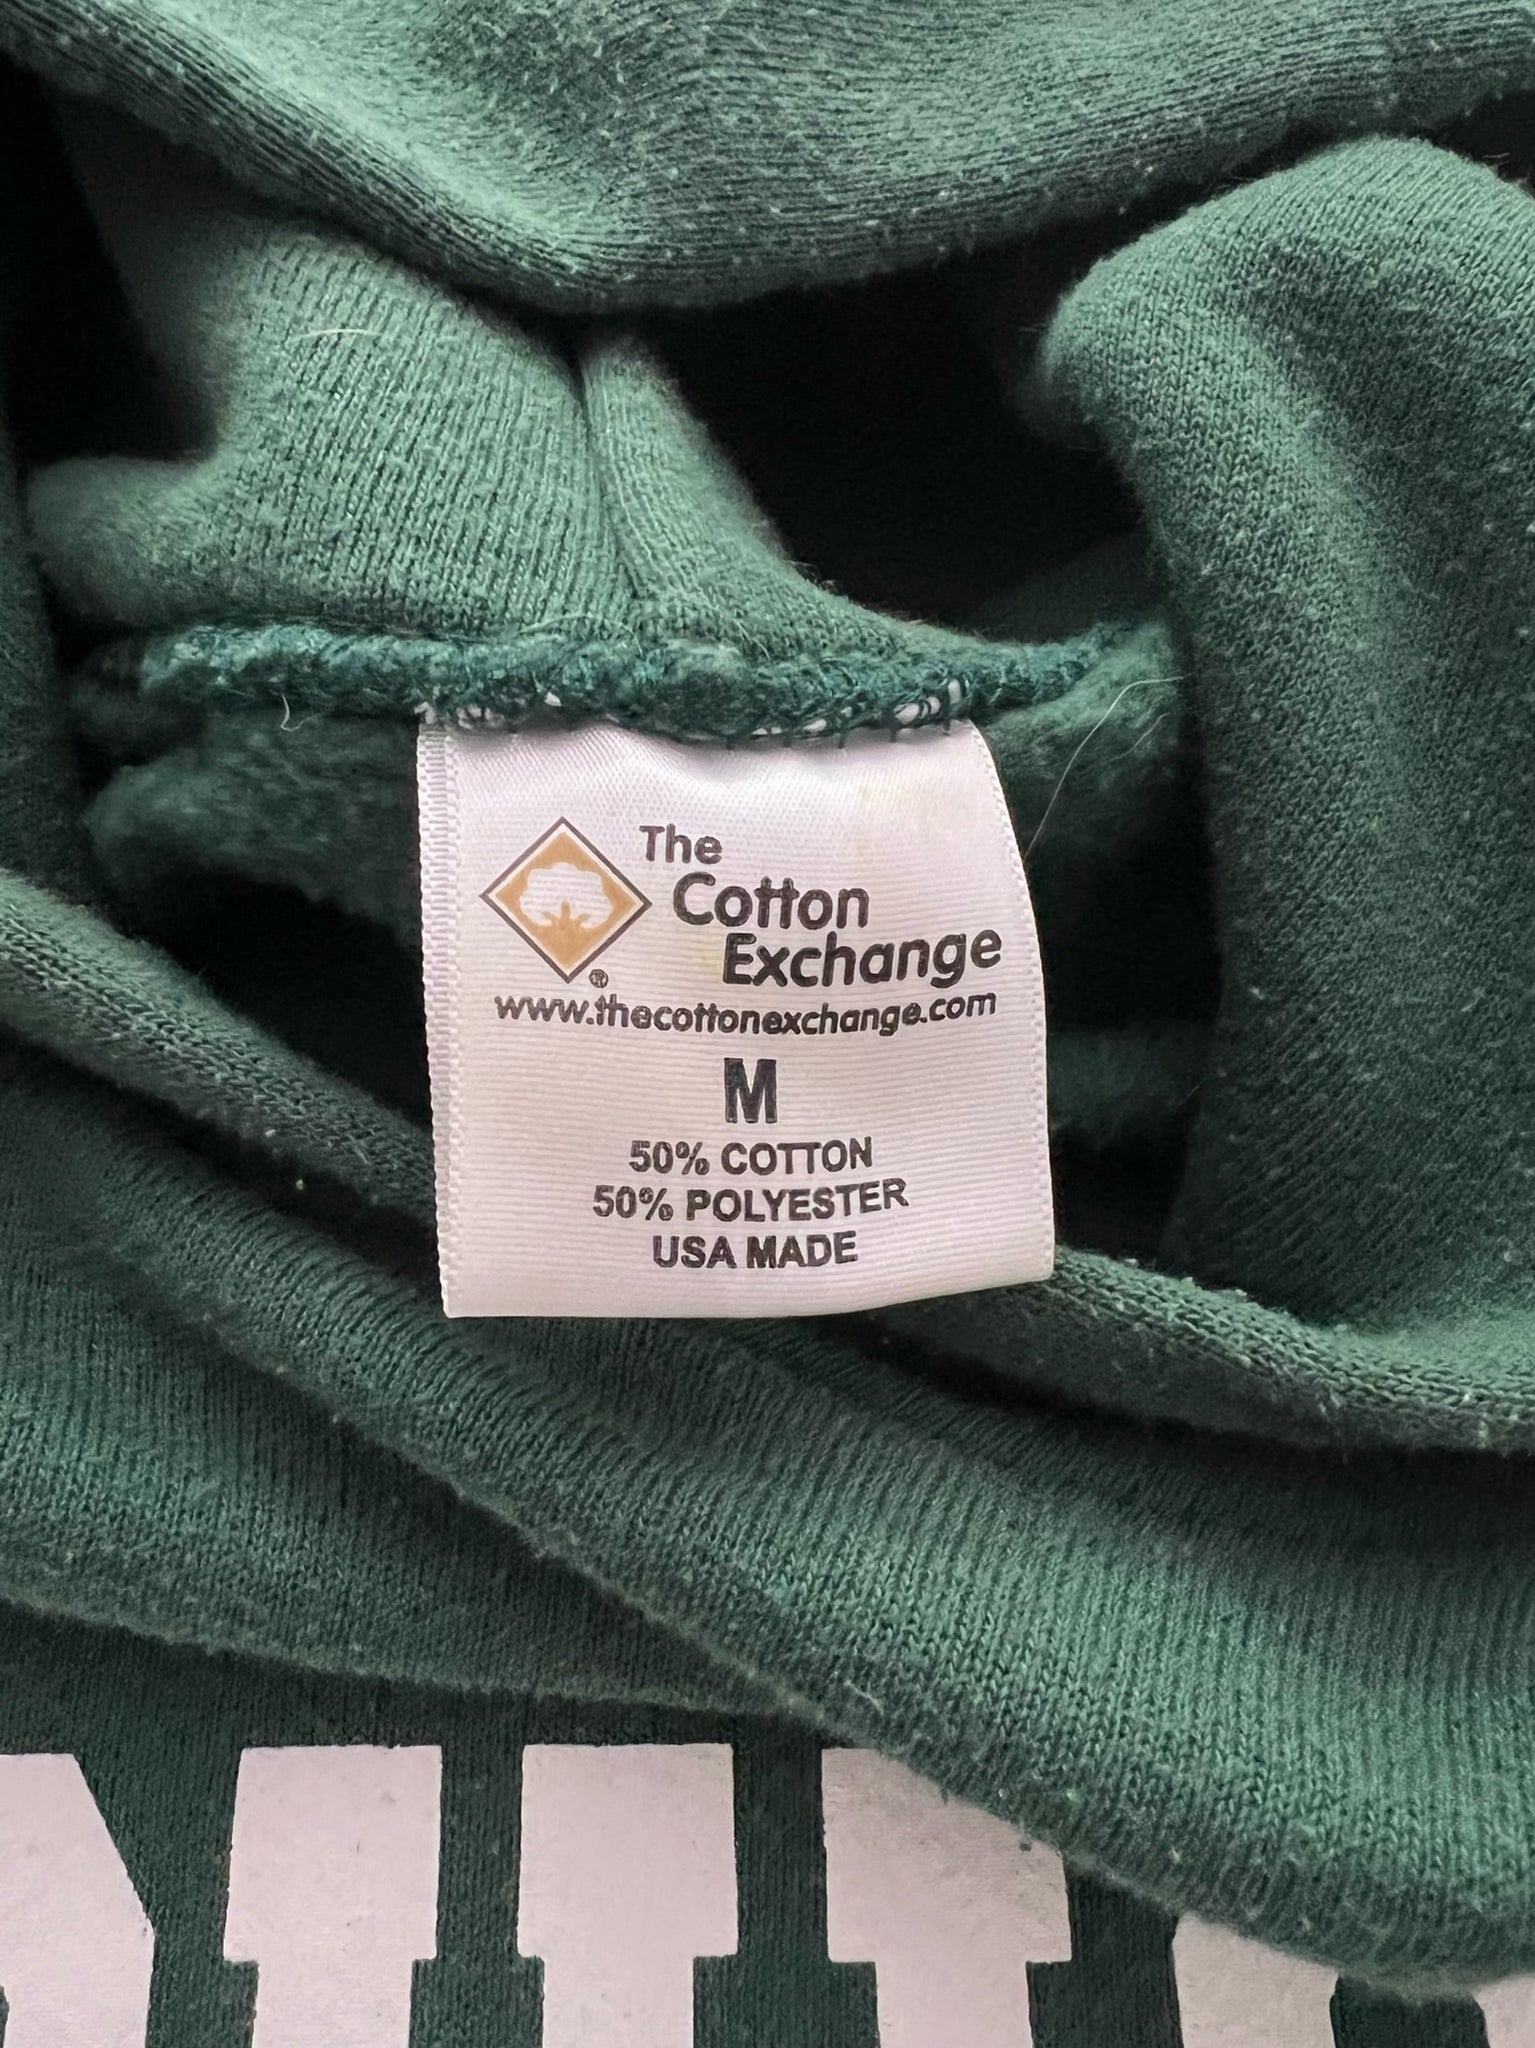 The
Cotton
Exchange
®
www.thecottonexchange.com
M
50% COTTON
50% POLYESTER
USA MADE